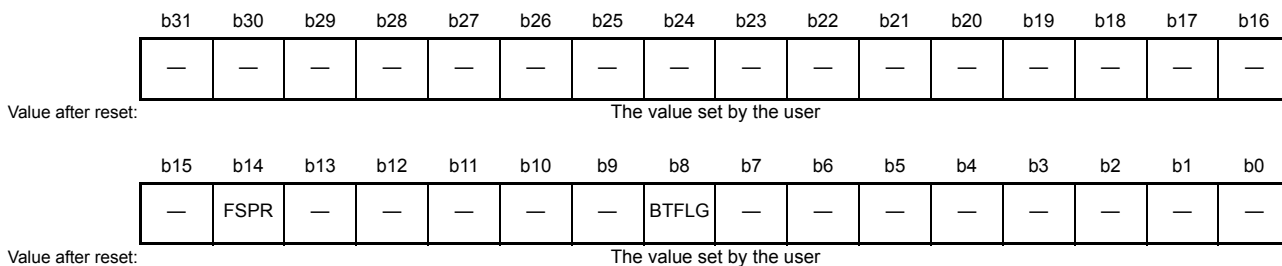 b31 b30 b29 b28 b27 b26 b25 b24 b23 b22 b21 b20 b19 b18 b17 b16
— — — — — — — — — — — — — — — —
Value after reset: The value set by the user
b15 b14 b13 b12 b11 b10 b9 b8 b7 b6 b5 b4 b3 b2 b1 b0
— FSPR — — — — — BTFLG — — — — — — — —
Value after reset: The value set by the user